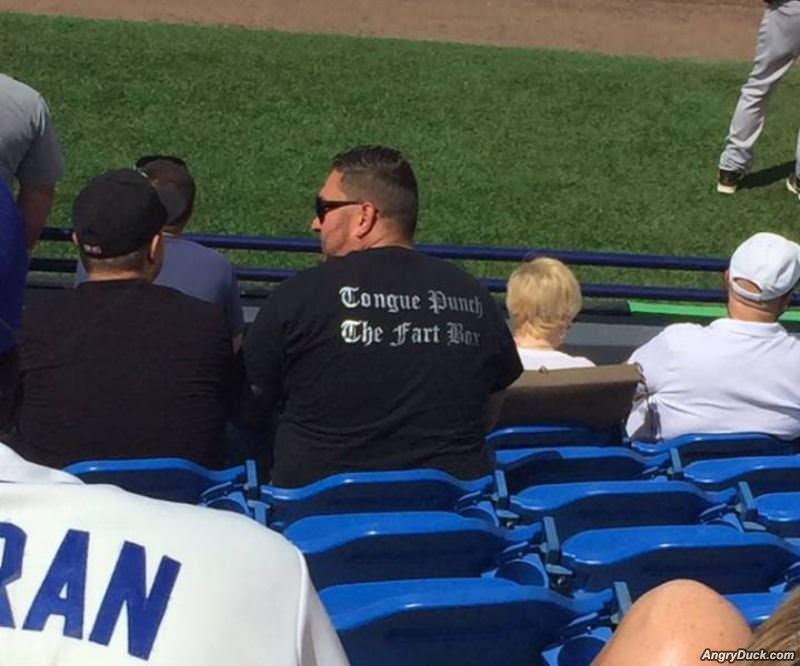 Tongue Punch
The Fart Box
RAN
AngryDuck.com